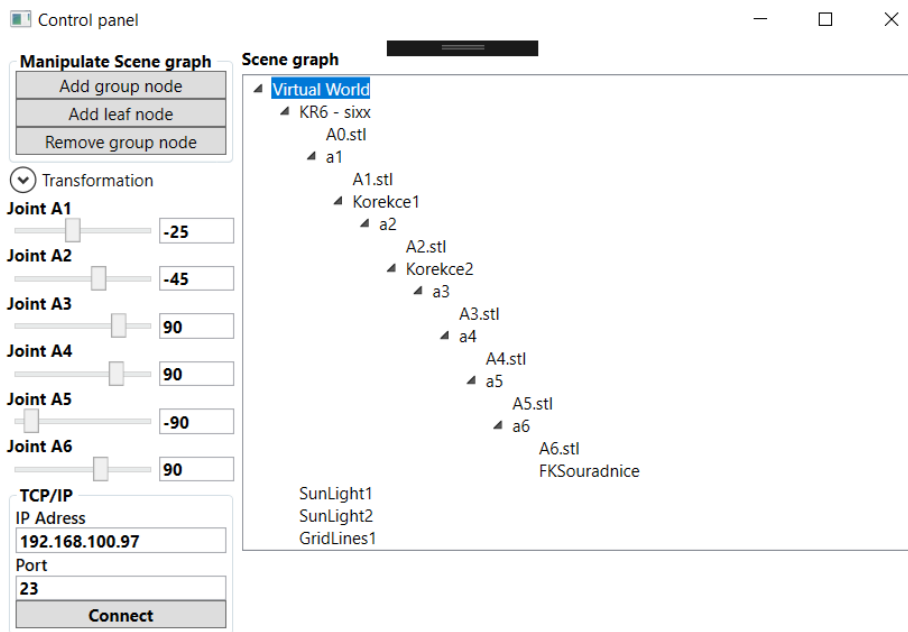 Control panel
Manipulate Scene graph
Add group node
Add leaf node
Remove group node
Transformation
Joint A1
-25
Joint A2
-45
Joint A3
90
Joint A4
90
Joint A5
-90
Joint A6
90
TCP/IP
IP Adress
192.168.100.97
Port
23
Connect
Scene graph
Virtual World
KR6 - sixx
A0.stl
a1
A1.stl
Korekce1
a2
A2.stl
Korekce2
a3
A3.stl
a4
A4.stl
a5
A5.stl
a6
A6.stl
FKSouradnice
SunLight1
SunLight2
GridLines1